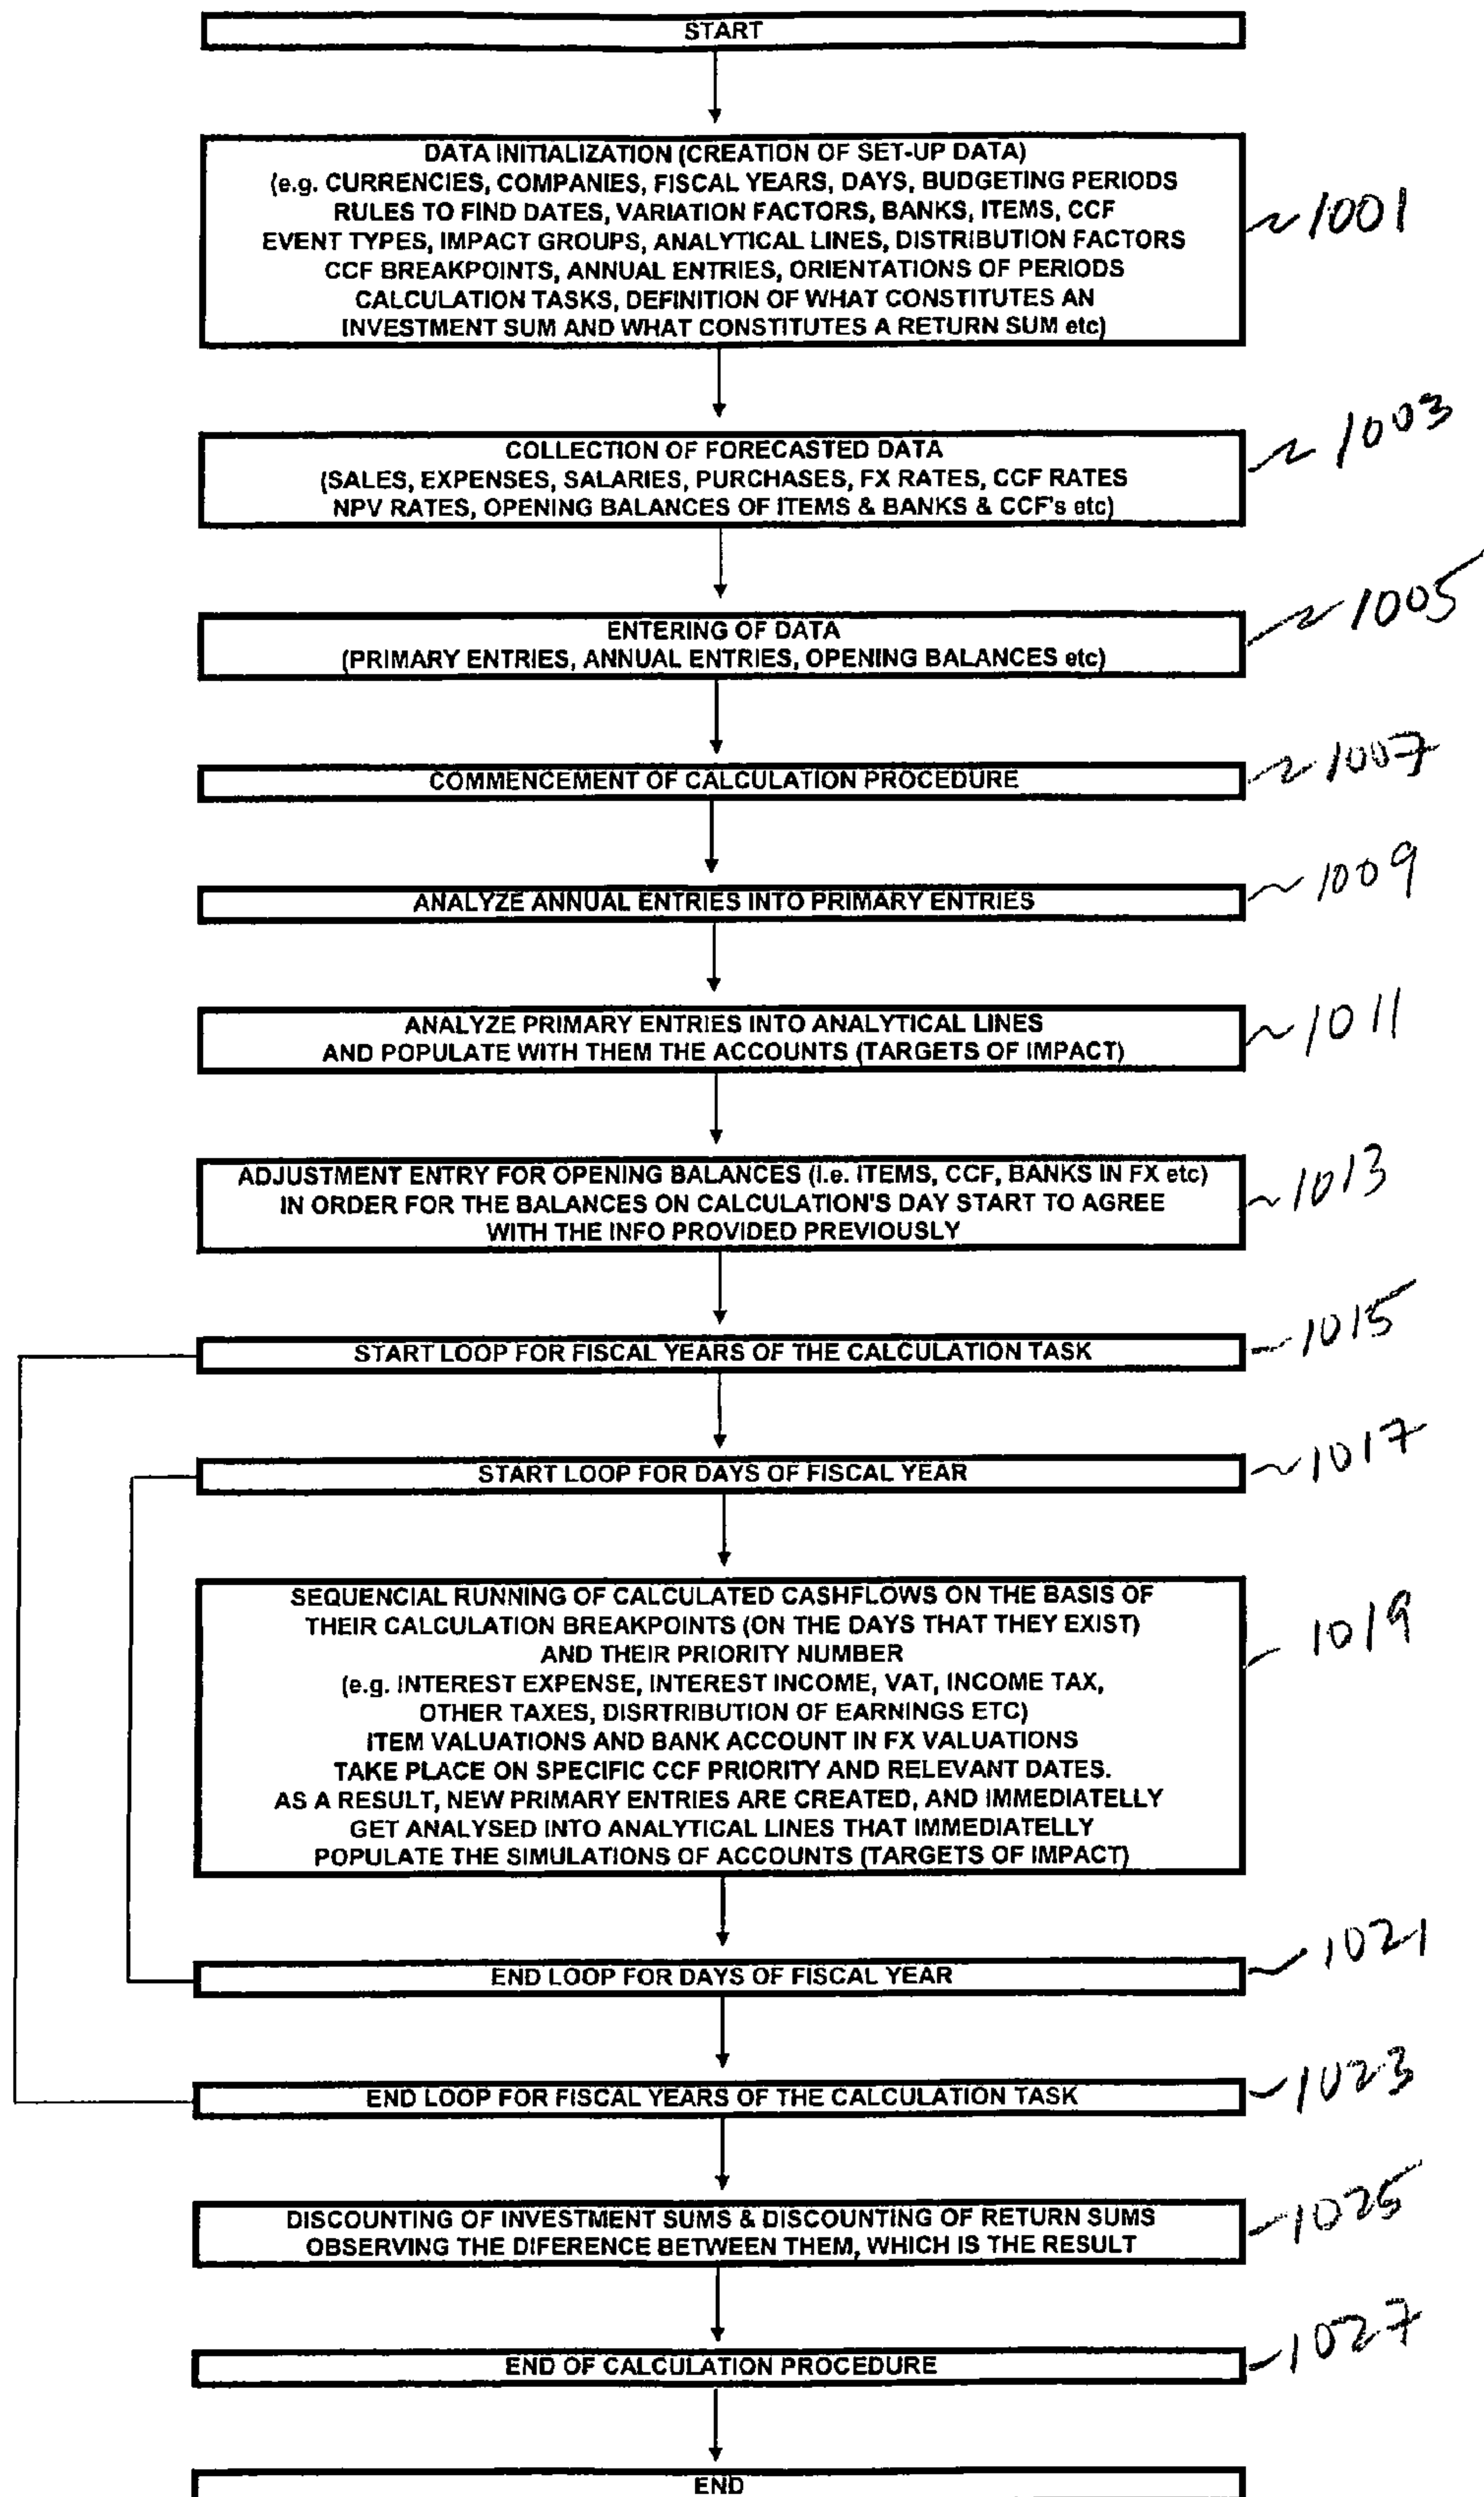 START
DATA INITIALIZATION (CREATION OF SET-UP DATA)
(e.g. CURRENCIES, COMPANIES, FISCAL YEARS, DAYS, BUDGETING PERIODS
RULES TO FIND DATES, VARIATION FACTORS, BANKS, ITEMS, CCF
EVENT TYPES, IMPACT GROUPS, ANALYTICAL LINES, DISTRIBUTION FACTORS
CCF BREAKPOINTS, ANNUAL ENTRIES, ORIENTATIONS OF PERIODS
CALCULATION TASKS, DEFINITION OF WHAT CONSTITUTES AN
INVESTMENT SUM AND WHAT CONSTITUTES A RETURN SUM etc)
1001
COLLECTION OF FORECASTED DATA
(SALES, EXPENSES, SALARIES, PURCHASES, FX RATES, CCF RATES
NPV RATES, OPENING BALANCES OF ITEMS & BANKS & CCF's etc)
1003
ENTERING OF DATA
(PRIMARY ENTRIES, ANNUAL ENTRIES, OPENING BALANCES etc)
1005
COMMENCEMENT OF CALCULATION PROCEDURE
1007
ANALYZE ANNUAL ENTRIES INTO PRIMARY ENTRIES
1009
ANALYZE PRIMARY ENTRIES INTO ANALYTICAL LINES
AND POPULATE WITH THEM THE ACCOUNTS (TARGETS OF IMPACT)
1011
ADJUSTMENT ENTRY FOR OPENING BALANCES (i.e. ITEMS, CCF, BANKS IN FX etc)
IN ORDER FOR THE BALANCES ON CALCULATION'S DAY START TO AGREE
WITH THE INFO PROVIDED PREVIOUSLY
1013
START LOOP FOR FISCAL YEARS OF THE CALCULATION TASK
1015
START LOOP FOR DAYS OF FISCAL YEAR
1017
SEQUENCIAL RUNNING OF CALCULATED CASHFLOWS ON THE BASIS OF
THEIR CALCULATION BREAKPOINTS (ON THE DAYS THAT THEY EXIST)
AND THEIR PRIORITY NUMBER
(e.g. INTEREST EXPENSE, INTEREST INCOME, VAT, INCOME TAX,
OTHER TAXES, DISRTRIBUTION OF EARNINGS ETC)
ITEM VALUATIONS AND BANK ACCOUNT IN FX VALUATIONS
TAKE PLACE ON SPECIFIC CCF PRIORITY AND RELEVANT DATES.
AS A RESULT, NEW PRIMARY ENTRIES ARE CREATED, AND IMMEDIATELLY
GET ANALYSED INTO ANALYTICAL LINES THAT IMMEDIATELLY
POPULATE THE SIMULATIONS OF ACCOUNTS (TARGETS OF IMPACT)
1019
END LOOP FOR DAYS OF FISCAL YEAR
1021
END LOOP FOR FISCAL YEARS OF THE CALCULATION TASK
1023
DISCOUNTING OF INVESTMENT SUMS & DISCOUNTING OF RETURN SUMS
OBSERVING THE DIFERENCE BETWEEN THEM, WHICH IS THE RESULT
1025
END OF CALCULATION PROCEDURE
1027
END